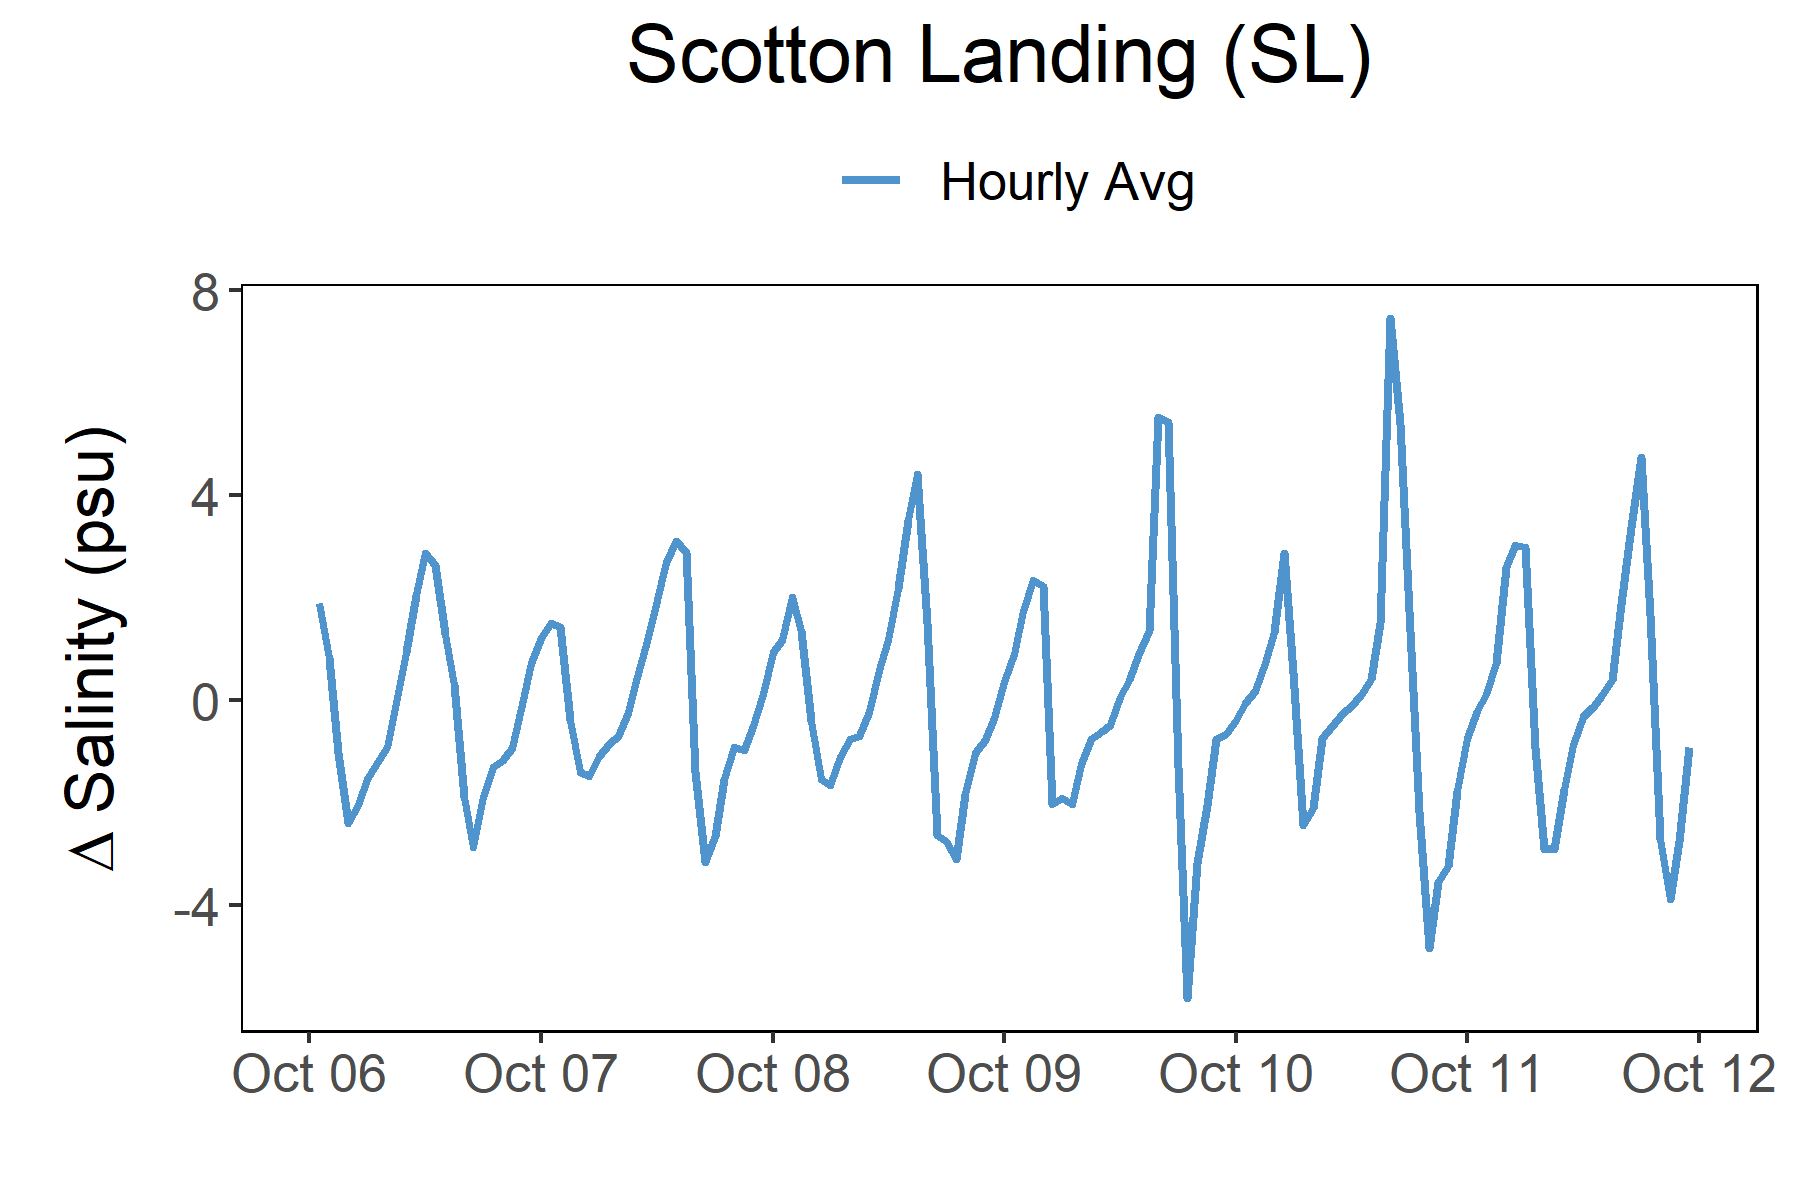 Scotton Landing (SL)
Hourly Avg
Δ Salinity (psu)
8
4
0
-4
Oct 06 Oct 07 Oct 08 Oct 09 Oct 10 Oct 11 Oct 12